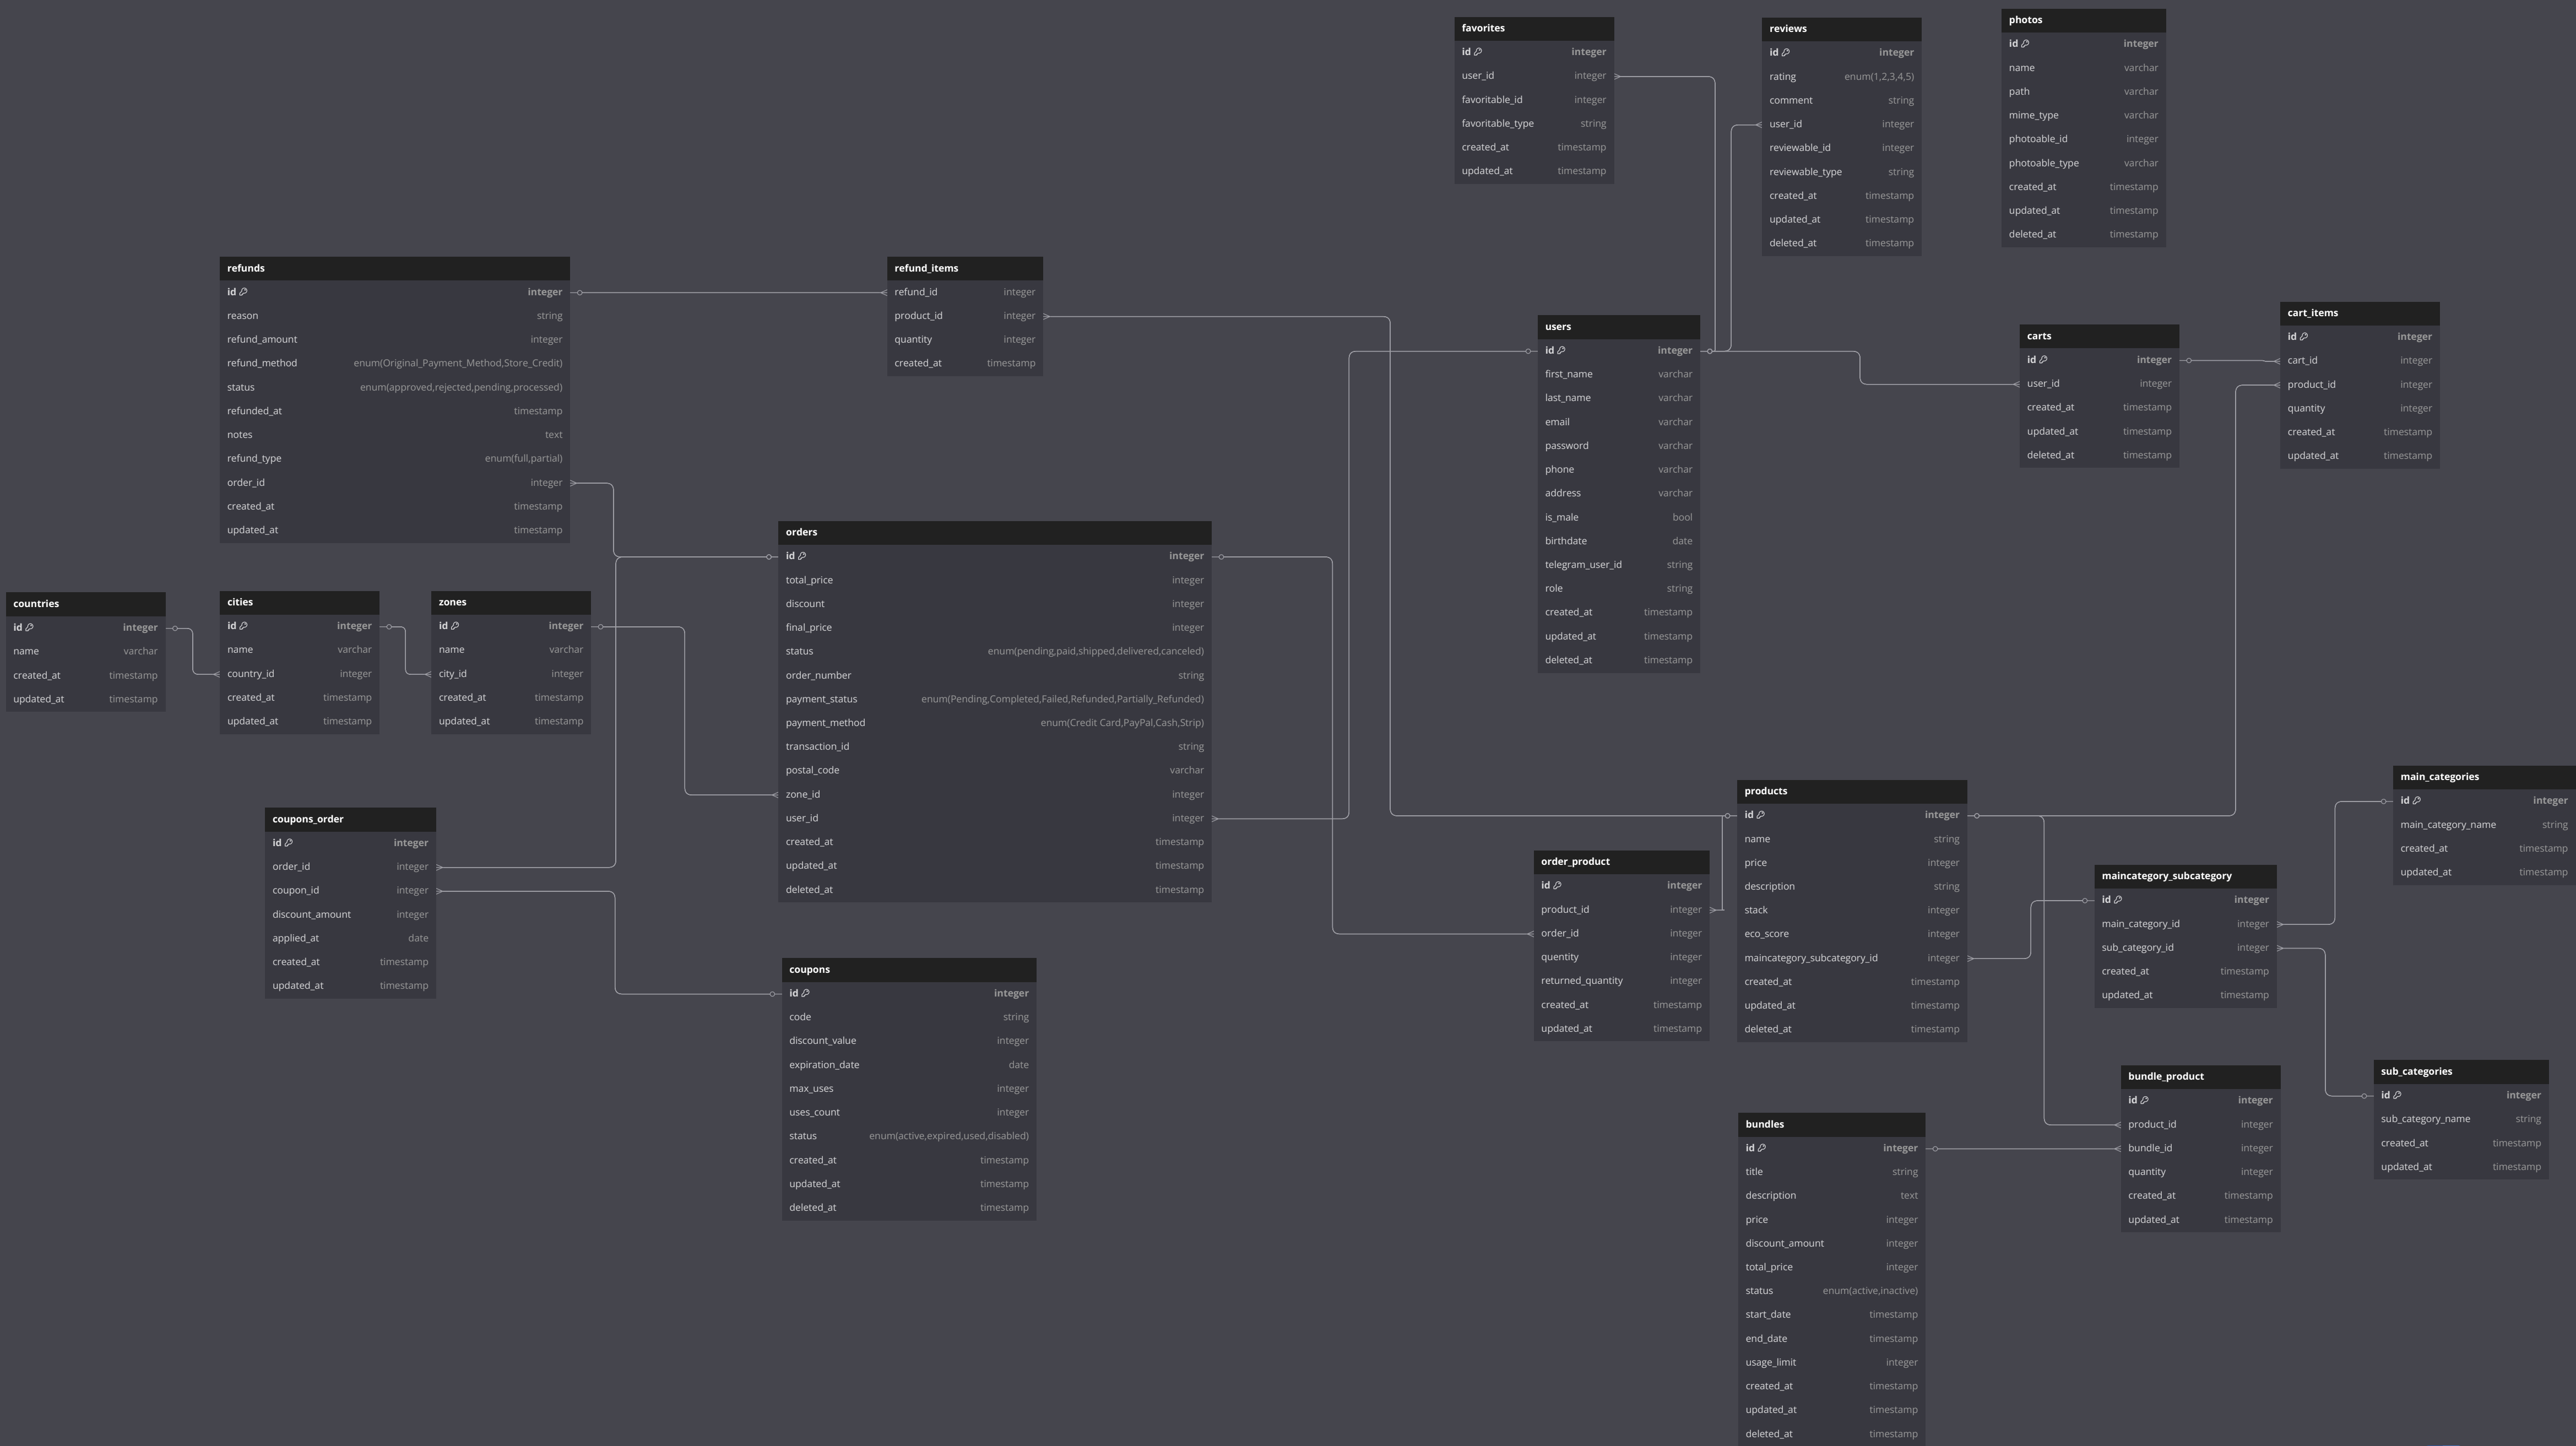 favorites
id integer
user_id integer
favoritable_id integer
favoritable_type string
created_at timestamp
updated_at timestamp
reviews
id integer
rating enum(1,2,3,4,5)
comment string
user_id integer
reviewable_id integer
reviewable_type string
created_at timestamp
updated_at timestamp
deleted_at timestamp
photos
id integer
name varchar
path varchar
mime_type varchar
photoable_id integer
photoable_type varchar
created_at timestamp
updated_at timestamp
deleted_at timestamp
refunds
id integer
reason string
refund_amount integer
refund_method enum(Original_Payment_Method,Store_Credit)
status enum(approved,rejected,pending,processed)
refunded_at timestamp
notes text
refund_type enum(full,partial)
order_id integer
created_at timestamp
updated_at timestamp
refund_items
refund_id integer
product_id integer
quantity integer
created_at timestamp
users
id integer
first_name varchar
last_name varchar
email varchar
password varchar
phone varchar
address varchar
is_male bool
birthdate date
telegram_user_id string
role string
created_at timestamp
updated_at timestamp
deleted_at timestamp
carts
id integer
user_id integer
created_at timestamp
updated_at timestamp
deleted_at timestamp
cart_items
id integer
cart_id integer
product_id integer
quantity integer
created_at timestamp
updated_at timestamp
countries
id integer
name varchar
created_at timestamp
updated_at timestamp
cities
id integer
name varchar
country_id integer
created_at timestamp
updated_at timestamp
zones
id integer
name varchar
city_id integer
created_at timestamp
updated_at timestamp
orders
id integer
total_price integer
discount integer
final_price integer
status enum(pending,paid,shipped,delivered,canceled)
order_number string
payment_status enum(Pending,Completed,Failed,Refunded,Partially_Refunded)
payment_method enum(Credit Card,PayPal,Cash,Strip)
transaction_id string
postal_code varchar
zone_id integer
user_id integer
created_at timestamp
updated_at timestamp
deleted_at timestamp
coupons_order
id integer
order_id integer
coupon_id integer
discount_amount integer
applied_at date
created_at timestamp
updated_at timestamp
coupons
id integer
code string
discount_value integer
expiration_date date
max_uses integer
uses_count integer
status enum(active,expired,used,disabled)
created_at timestamp
updated_at timestamp
deleted_at timestamp
order_product
id integer
product_id integer
order_id integer
quentity integer
returned_quantity integer
created_at timestamp
updated_at timestamp
products
id integer
name string
price integer
description string
stack integer
eco_score integer
maincategory_subcategory_id integer
created_at timestamp
updated_at timestamp
deleted_at timestamp
main_categories
id integer
main_category_name string
created_at timestamp
updated_at timestamp
maincategory_subcategory
id integer
main_category_id integer
sub_category_id integer
created_at timestamp
updated_at timestamp
sub_categories
id integer
sub_category_name string
created_at timestamp
updated_at timestamp
bundle_product
id integer
product_id integer
bundle_id integer
quantity integer
created_at timestamp
updated_at timestamp
bundles
id integer
title string
description text
price integer
discount_amount integer
total_price integer
status enum(active,inactive)
start_date timestamp
end_date timestamp
usage_limit integer
created_at timestamp
updated_at timestamp
deleted_at timestamp